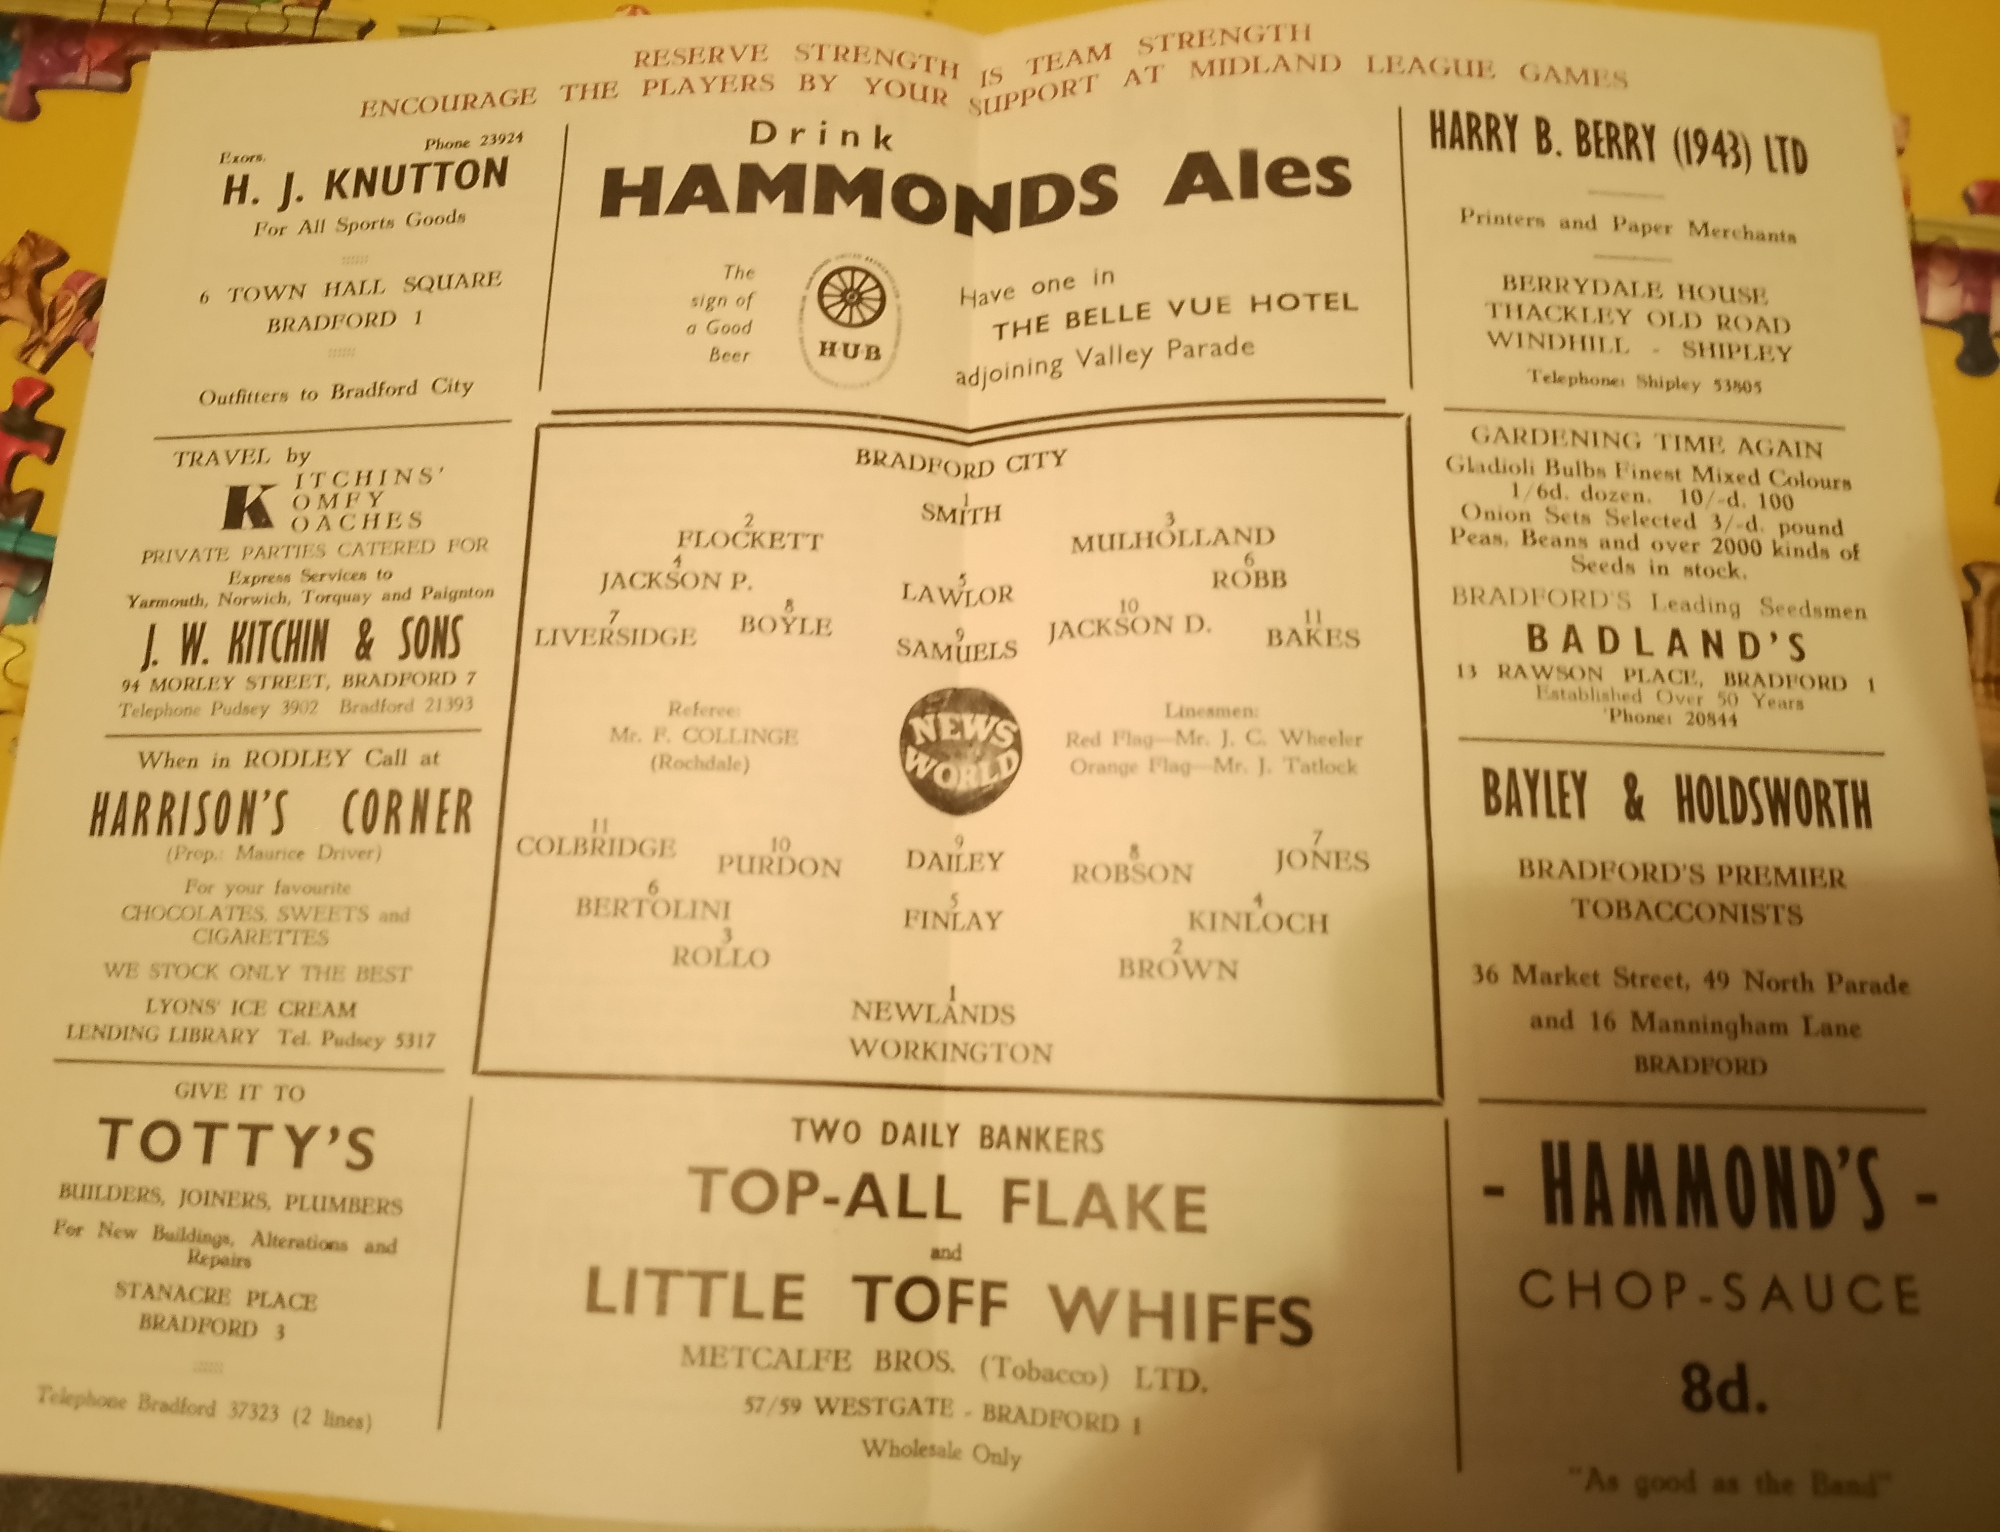 RESERVE STRENGTH IS TEAM STRENGTH
ENCOURAGE THE PLAYERS BY YOUR SUPPORT AT MIDLAND LEAGUE GAMES
Exors. Phone 23924
H. J. KNUTTON
For All Sports Goods
6 TOWN HALL SQUARE
BRADFORD 1
Outfitters to Bradford City
Drink
HAMMONDS Ales
The
sign of
a Good
Beer
HUB
Have one in
THE BELLE VUE HOTEL
adjoining Valley Parade
HARRY B. BERRY (1943) LTD
Printers and Paper Merchants
BERRYDALE HOUSE
THACKLEY OLD ROAD
WINDHILL - SHIPLEY
Telephone: Shipley 53805
TRAVEL by
KITCHINS'
OMFY
OACHES
PRIVATE PARTIES CATERED FOR
Express Services to
Yarmouth, Norwich, Torquay and Paignton
J. W. KITCHIN & SONS
94 MORLEY STREET, BRADFORD 7
Telephone Pudsey 3902 Bradford 21393
When in RODLEY Call at
HARRISON'S CORNER
(Prop.: Maurice Driver)
For your favourite
CHOCOLATES, SWEETS and
CIGARETTES
WE STOCK ONLY THE BEST
LYONS' ICE CREAM
LENDING LIBRARY Tel. Pudsey 5317
GIVE IT TO
TOTTY'S
BUILDERS, JOINERS, PLUMBERS
For New Buildings, Alterations and
Repairs
STANACRE PLACE
BRADFORD 3
Telephone Bradford 37323 (2 lines)
BRADFORD CITY
1
SMITH
2 3
FLOCKETT MULHOLLAND
4 5 6
JACKSON P. LAWLOR ROBB
7 8 9 10 11
LIVERSIDGE BOYLE SAMUELS JACKSON D. BAKES
Referee:
Mr. F. COLLINGE
(Rochdale)
NEWS
WORLD
Linesmen:
Red Flag—Mr. J. C. Wheeler
Orange Flag—Mr. J. Tatlock
11 10 9 8 7
COLBRIDGE PURDON DAILEY ROBSON JONES
6 5 4
BERTOLINI FINLAY KINLOCH
3 2
ROLLO BROWN
1
NEWLANDS
WORKINGTON
TWO DAILY BANKERS
TOP-ALL FLAKE
and
LITTLE TOFF WHIFFS
METCALFE BROS. (Tobacco) LTD.
57/59 WESTGATE - BRADFORD 1
Wholesale Only
GARDENING TIME AGAIN
Gladioli Bulbs Finest Mixed Colours
1/6d. dozen. 10/-d. 100
Onion Sets Selected 3/-d. pound
Peas, Beans and over 2000 kinds of
Seeds in stock.
BRADFORD'S Leading Seedsmen
BADLAND'S
13 RAWSON PLACE, BRADFORD 1
Established Over 50 Years
'Phone: 20844
BAYLEY & HOLDSWORTH
BRADFORD'S PREMIER
TOBACCONISTS
36 Market Street, 49 North Parade
and 16 Manningham Lane
BRADFORD
- HAMMOND'S -
CHOP-SAUCE
8d.
"As good as the Band"